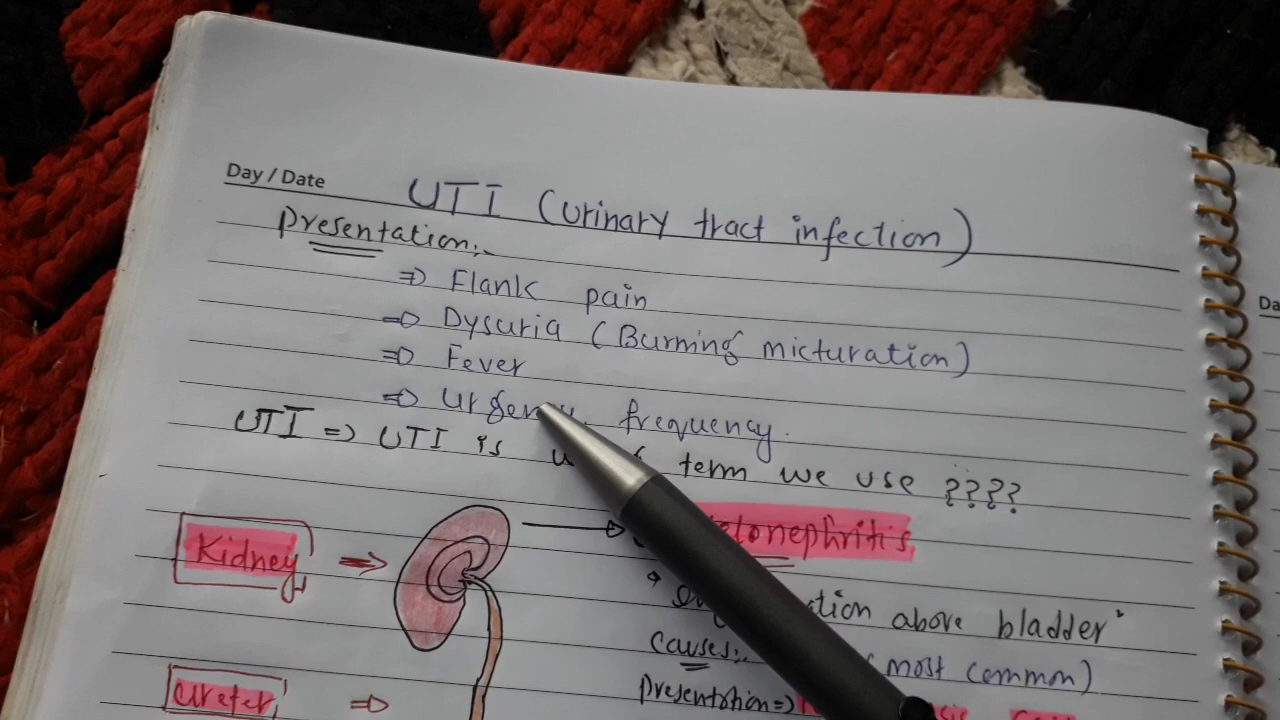 Day / Date
UTI (urinary tract infection)
Presentation:-
⇒ Flank pain
⇒ Dysuria (Burning micturation)
⇒ Fever
⇒ urgency, frequency.
UTI ⇒ UTI is term we use ????
Kidney ⇒
above bladder
Causes:- (most common)
Presentation ⇒
ureter ⇒